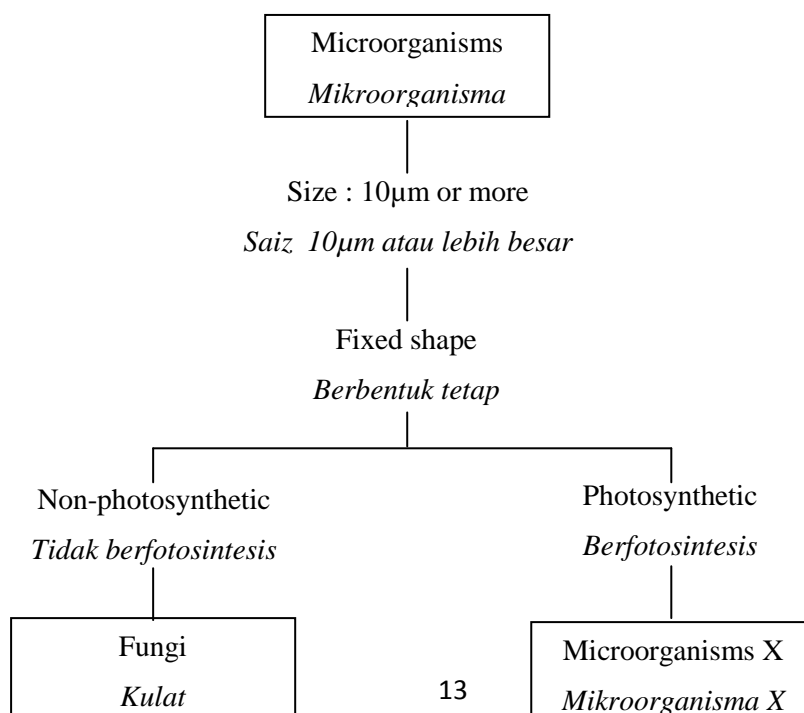 Microorganisms
Mikroorganisma
Size : 10µm or more
Saiz 10µm atau lebih besar
Fixed shape
Berbentuk tetap
Non-photosynthetic
Tidak berfotosintesis
Photosynthetic
Berfotosintesis
Fungi
Kulat
Microorganisms X
Mikroorganisma X
13